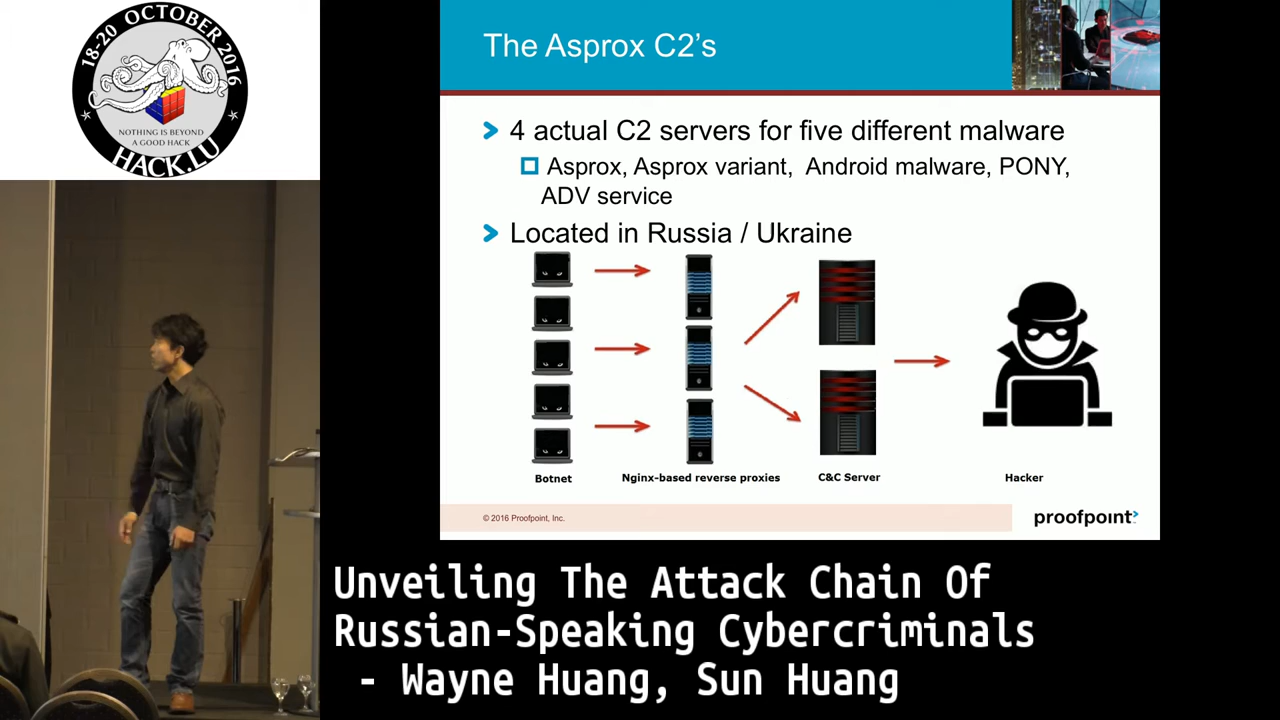 18-20 OCTOBER 2016
NOTHING IS BEYOND
A GOOD HACK
HACK.LU
The Asprox C2's
4 actual C2 servers for five different malware
Asprox, Asprox variant, Android malware, PONY,
ADV service
Located in Russia / Ukraine
Botnet
Nginx-based reverse proxies
C&C Server
Hacker
© 2016 Proofpoint, Inc.
proofpoint
Unveiling The Attack Chain Of
Russian-Speaking Cybercriminals
- Wayne Huang, Sun Huang